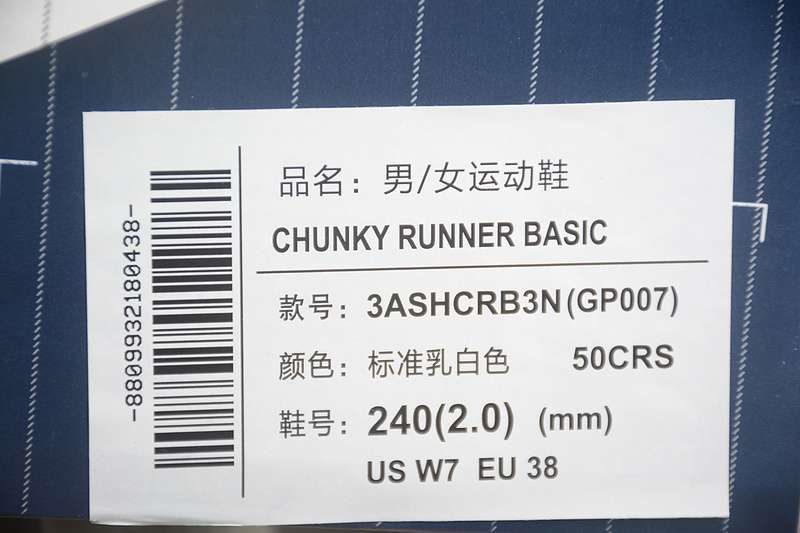 品名：男/女运动鞋
CHUNKY RUNNER BASIC
款号：3ASHCRB3N(GP007)
颜色：标准乳白色 50CRS
鞋号：240(2.0) (mm)
US W7 EU 38
-8809932180438-